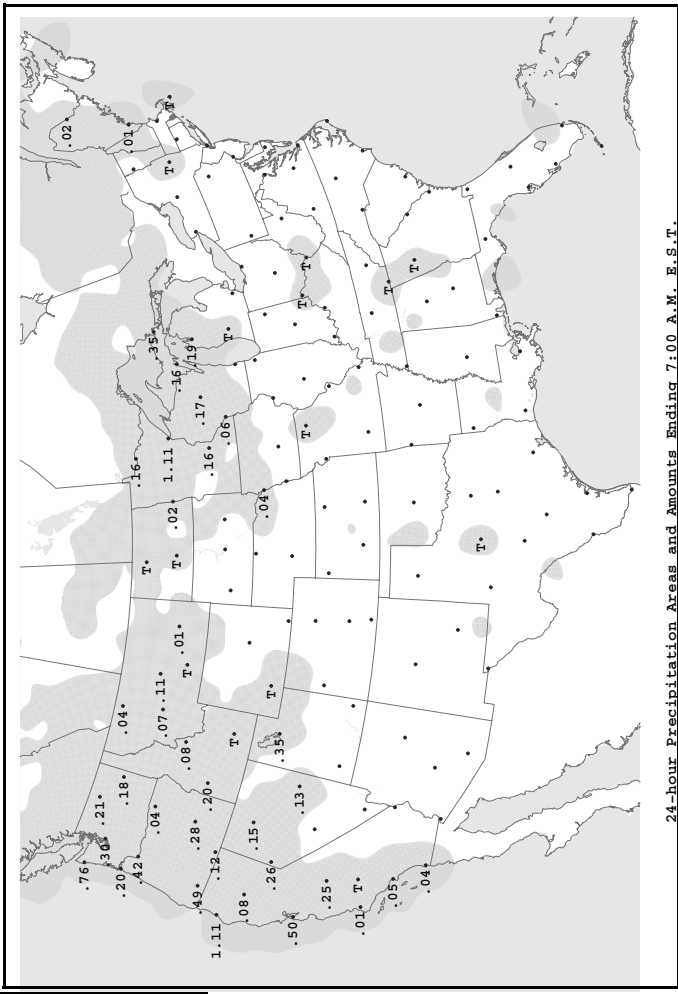 .02
.76
.21
.30
.20
.04
.18
.01
.16
.42
T
.35
.04
.11
.07
1.11
T
T
.02
.16
T
.01
.08
T
.19
.28
.49
.17
.20
.16
.12
1.11
.06
T
T
.08
.15
.04
.26
T
.35
.50
.13
T
T
T
.25
T
.01
T
.05
T
.04
T
24-hour Precipitation Areas and Amounts Ending 7:00 A.M. E.S.T.